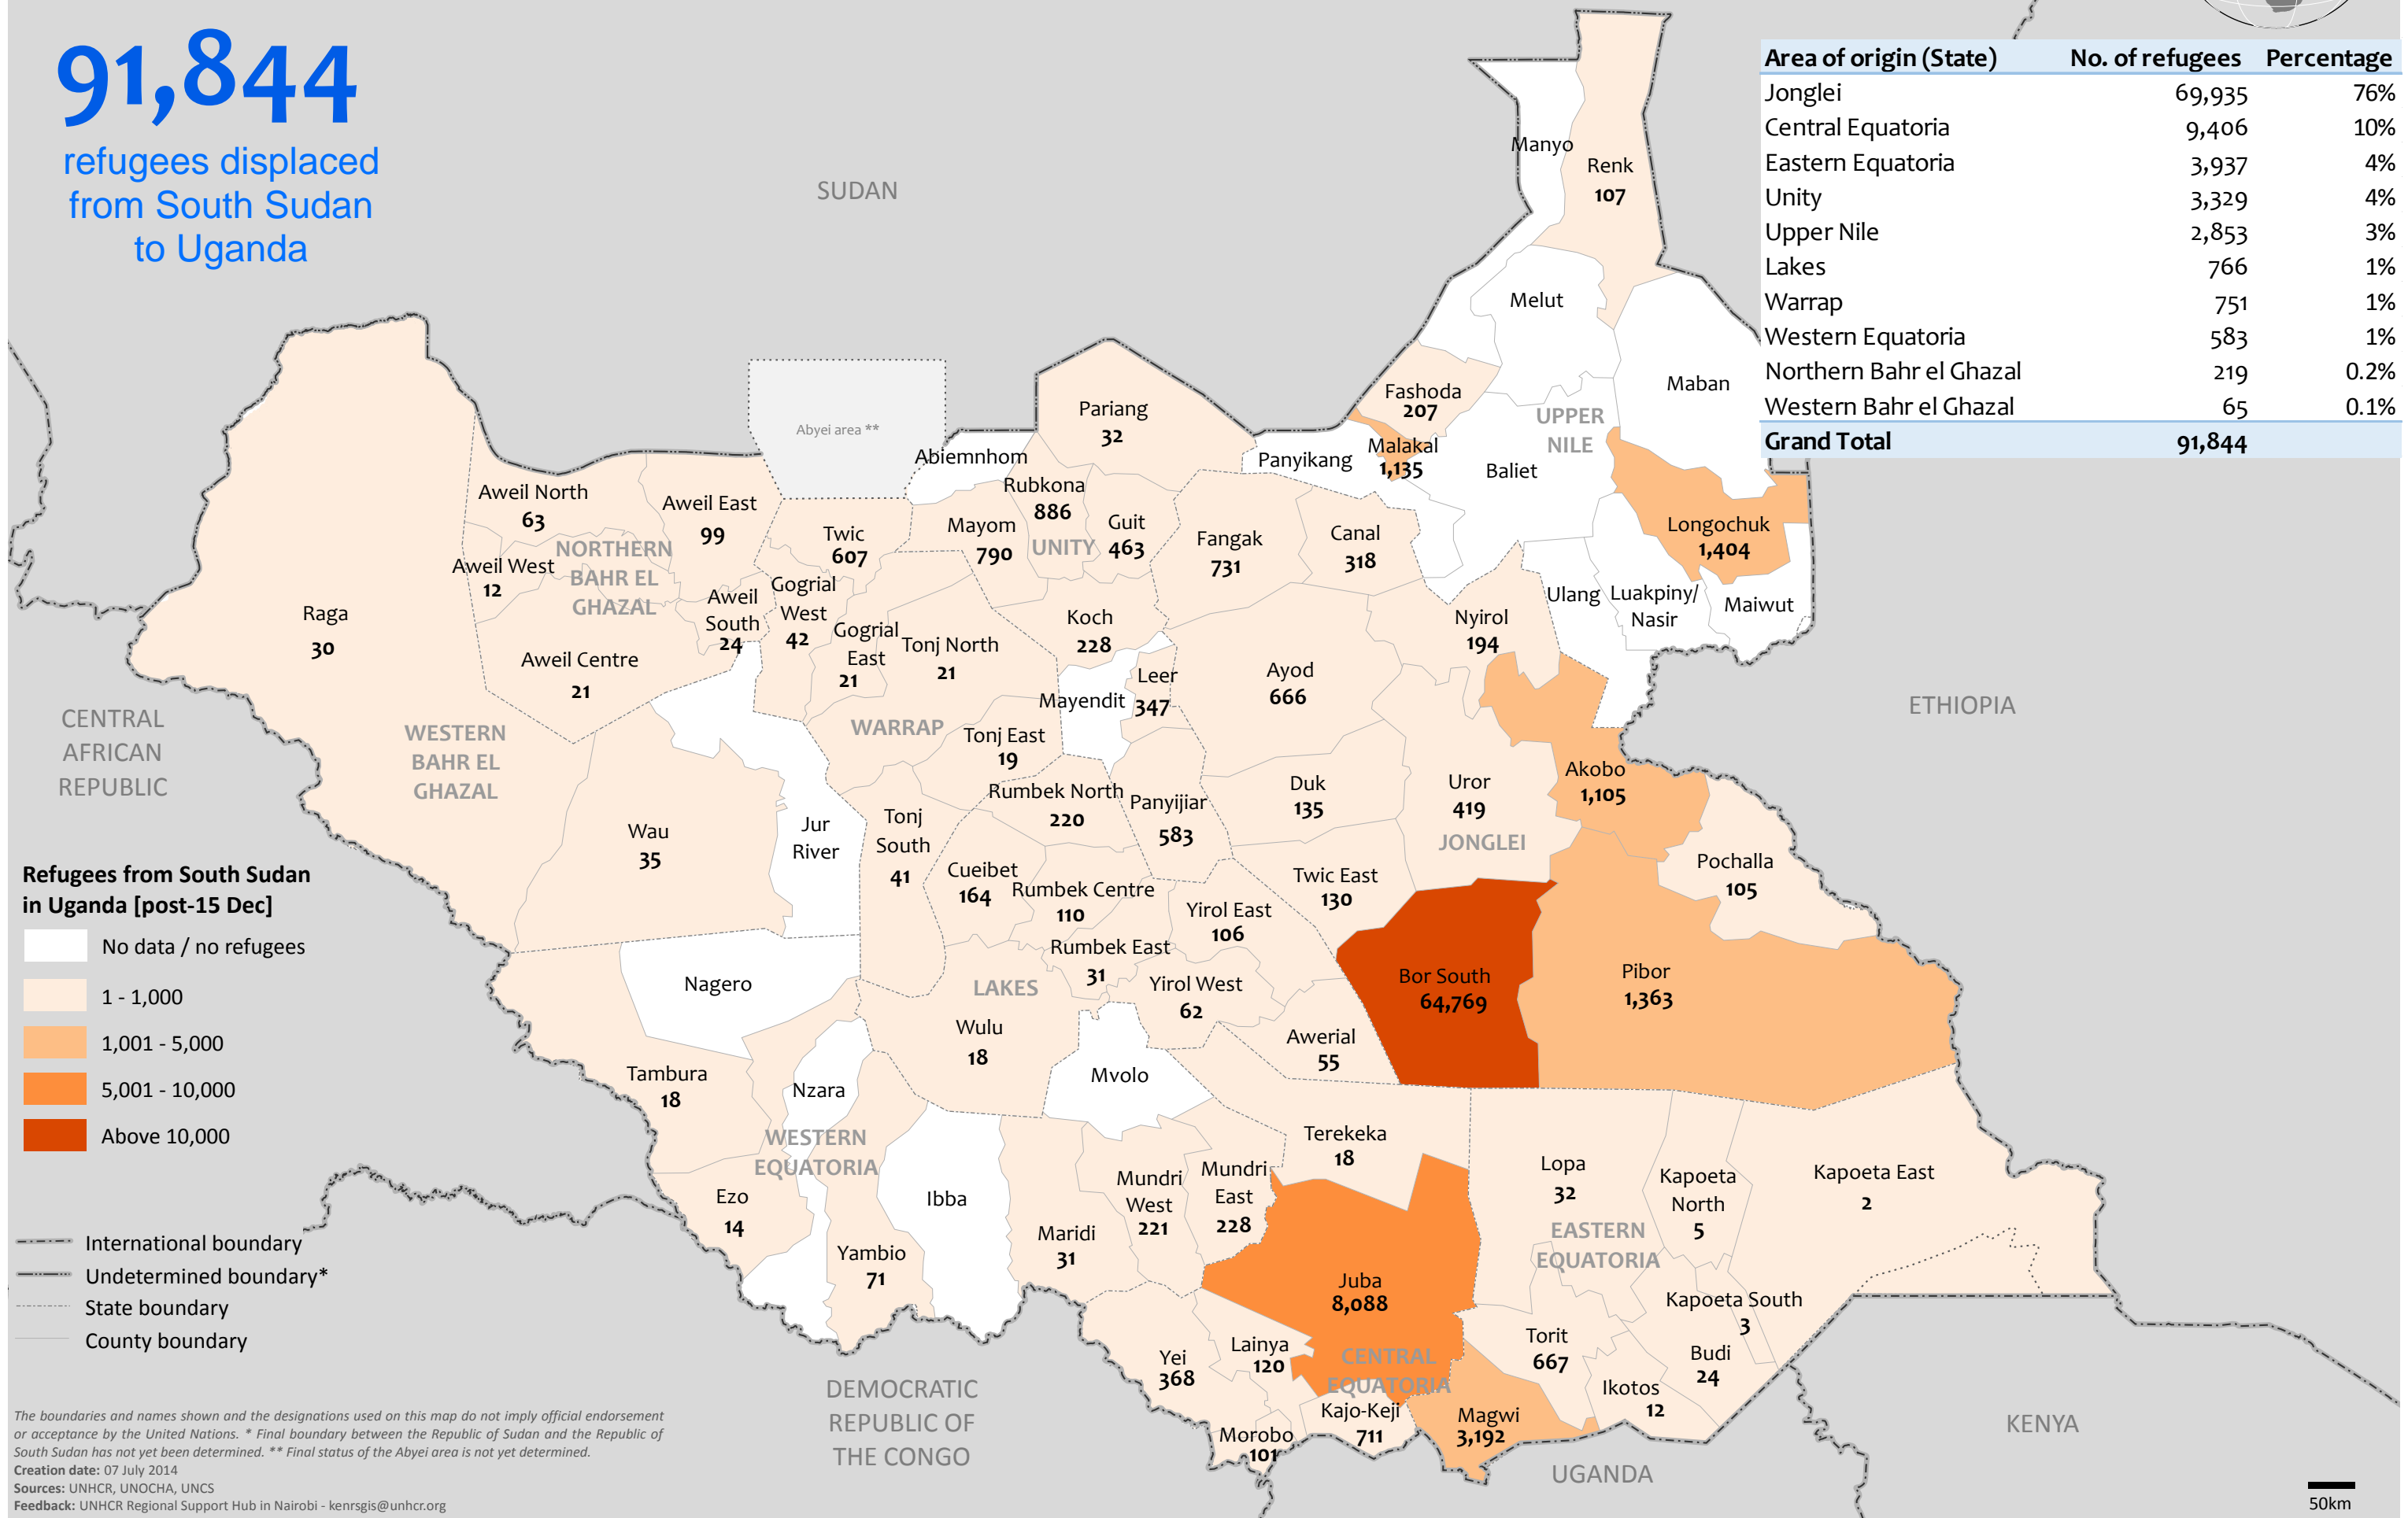 91,844
refugees displaced
from South Sudan
to Uganda
Area of origin (State) No. of refugees Percentage
Jonglei 69,935 76%
Central Equatoria 9,406 10%
Eastern Equatoria 3,937 4%
Unity 3,329 4%
Upper Nile 2,853 3%
Lakes 766 1%
Warrap 751 1%
Western Equatoria 583 1%
Northern Bahr el Ghazal 219 0.2%
Western Bahr el Ghazal 65 0.1%
Grand Total 91,844
SUDAN
Manyo
Renk
107
Melut
Maban
Fashoda
207
UPPER
NILE
Malakal
1,135
Panyikang
Baliet
Longochuk
1,404
Ulang
Luakpiny/
Nasir
Maiwut
Abyei area **
Abiemnhom
Pariang
32
Rubkona
886
Mayom
790
UNITY
Guit
463
Koch
228
Mayendit
Leer
347
Panyijiar
583
Aweil North
63
Aweil East
99
NORTHERN
BAHR EL
GHAZAL
Aweil West
12
Aweil
South
24
Aweil Centre
21
Twic
607
Gogrial
West
42
Gogrial
East
21
Tonj North
21
WARRAP
Tonj East
19
Tonj
South
41
Fangak
731
Canal
318
Nyirol
194
Ayod
666
Duk
135
Uror
419
JONGLEI
Akobo
1,105
Pochalla
105
Twic East
130
Bor South
64,769
Pibor
1,363
Raga
30
WESTERN
BAHR EL
GHAZAL
Wau
35
Jur
River
Rumbek North
220
Cueibet
164
Rumbek Centre
110
Yirol East
106
Rumbek East
31
LAKES
Yirol West
62
Wulu
18
Awerial
55
Nagero
Tambura
18
Nzara
WESTERN
EQUATORIA
Ezo
14
Yambio
71
Ibba
Maridi
31
Mvolo
Mundri
West
221
Mundri
East
228
Terekeka
18
Juba
8,088
CENTRAL
EQUATORIA
Lainya
120
Yei
368
Morobo
101
Kajo-Keji
711
Lopa
32
Kapoeta
North
5
Kapoeta East
2
EASTERN
EQUATORIA
Kapoeta South
3
Torit
667
Budi
24
Ikotos
12
Magwi
3,192
CENTRAL
AFRICAN
REPUBLIC
ETHIOPIA
DEMOCRATIC
REPUBLIC OF
THE CONGO
UGANDA
KENYA
Refugees from South Sudan
in Uganda [post-15 Dec]
No data / no refugees
1 - 1,000
1,001 - 5,000
5,001 - 10,000
Above 10,000
International boundary
Undetermined boundary*
State boundary
County boundary
The boundaries and names shown and the designations used on this map do not imply official endorsement
or acceptance by the United Nations. * Final boundary between the Republic of Sudan and the Republic of
South Sudan has not yet been determined. ** Final status of the Abyei area is not yet determined.
Creation date: 07 July 2014
Sources: UNHCR, UNOCHA, UNCS
Feedback: UNHCR Regional Support Hub in Nairobi - kenrsgis@unhcr.org
50km